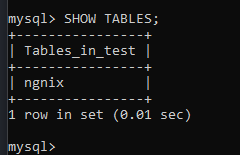 mysql> SHOW TABLES;
+----------------+
| Tables_in_test |
+----------------+
| ngnix          |
+----------------+
1 row in set (0.01 sec)
mysql>